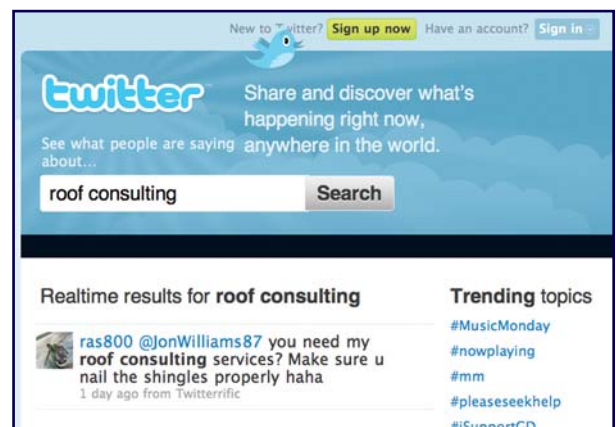 New to Twitter? Sign up now Have an account? Sign in
twitter
Share and discover what's
happening right now,
anywhere in the world.
See what people are saying
about...
roof consulting Search
Realtime results for roof consulting
ras800 @JonWilliams87 you need my
roof consulting services? Make sure u
nail the shingles properly haha
1 day ago from Twitterrific
Trending topics
#MusicMonday
#nowplaying
#mm
#pleaseseekhelp